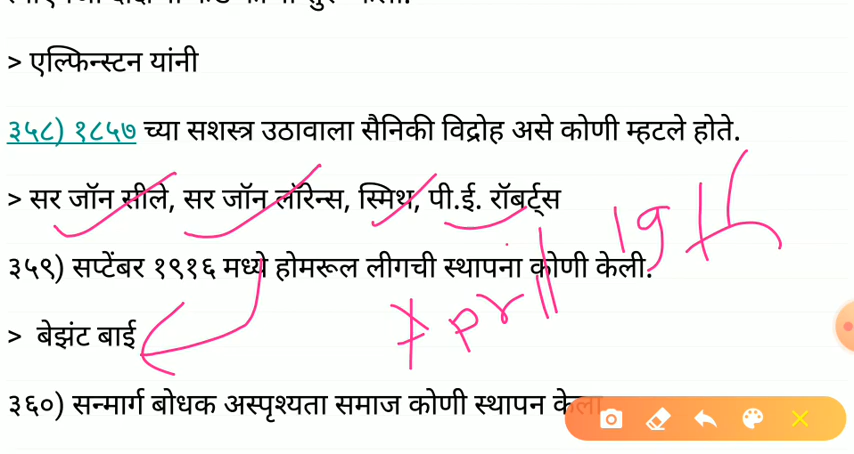 > एल्फिन्स्टन यांनी
३५८) १८५७ च्या सशस्त्र उठावाला सैनिकी विद्रोह असे कोणी म्हटले होते.
> सर जॉन सीले, सर जॉन लॉरेन्स, स्मिथ, पी.ई. रॉबर्ट्स
३५९) सप्टेंबर १९१६ मध्ये होमरूल लीगची स्थापना कोणी केली.
> बेझंट बाई
April 1916
३६०) सन्मार्ग बोधक अस्पृश्यता समाज कोणी स्थापन केला